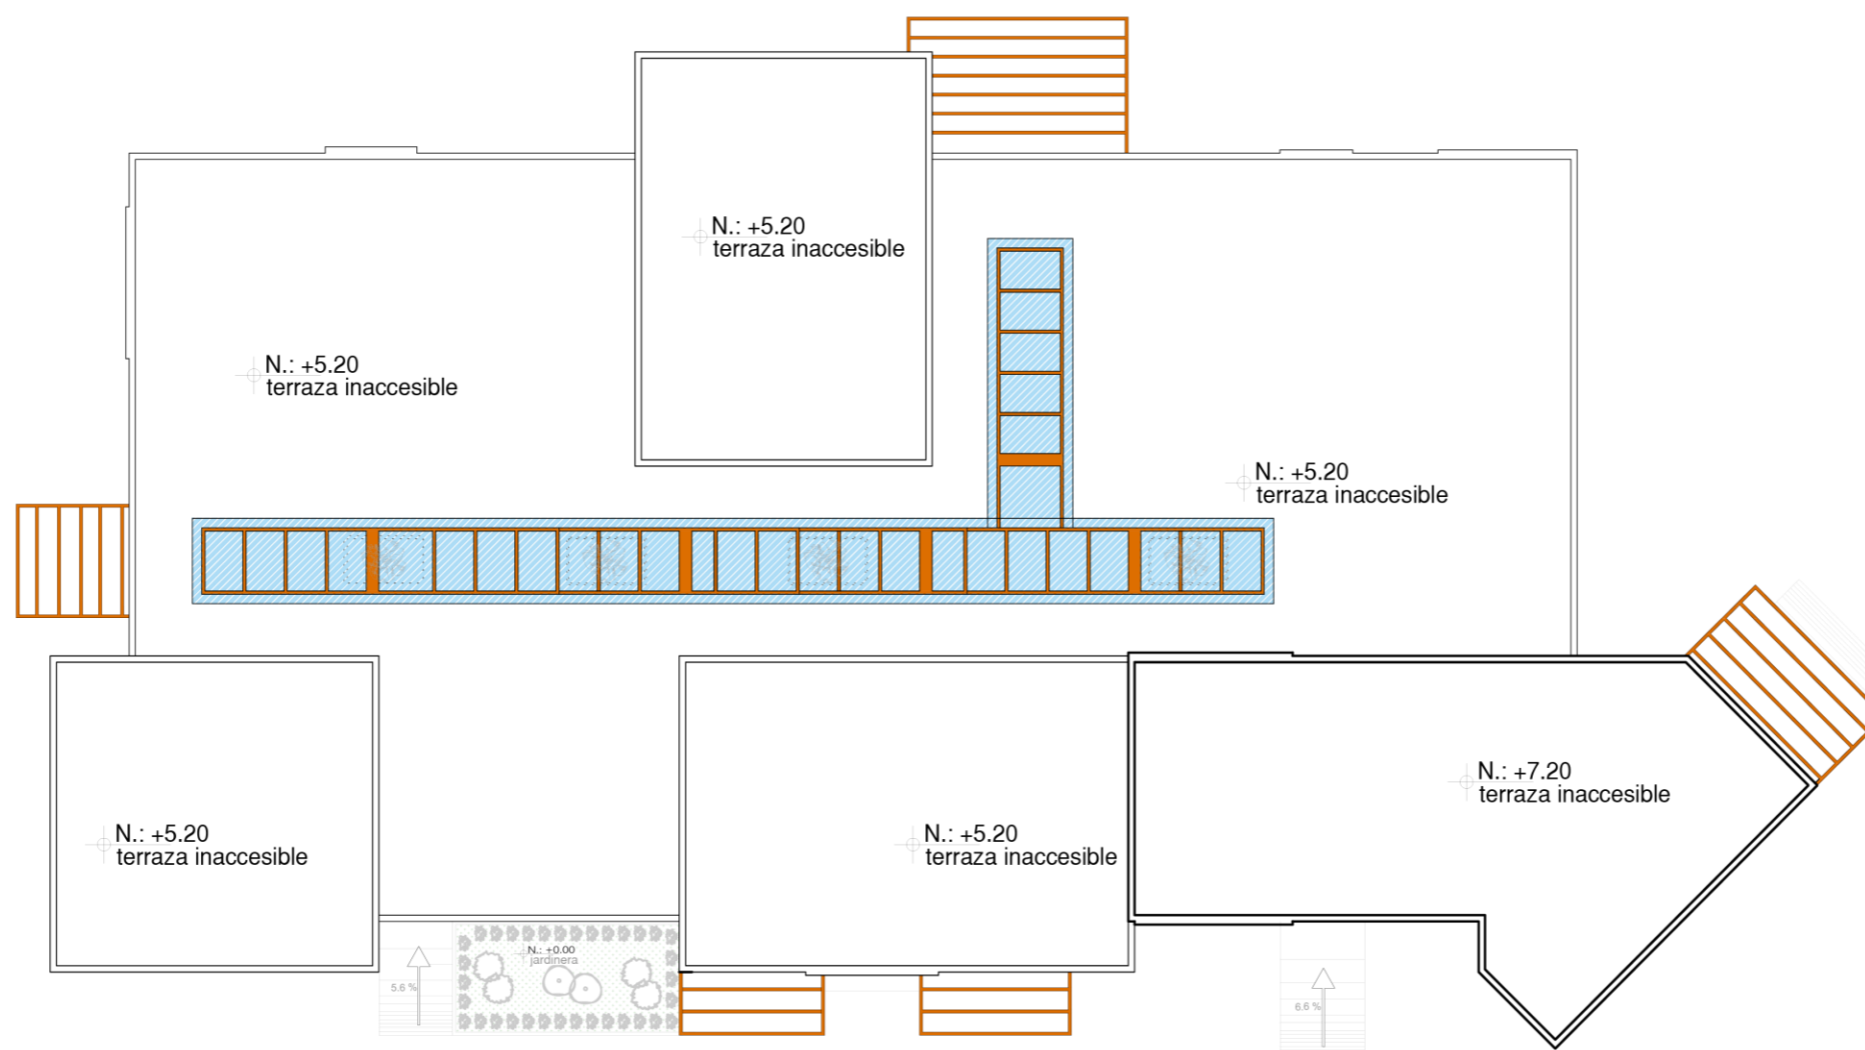 N.: +5.20
terraza inaccesible
N.: +5.20
terraza inaccesible
N.: +5.20
terraza inaccesible
N.: +7.20
terraza inaccesible
N.: +5.20
terraza inaccesible
N.: +5.20
terraza inaccesible
N.: +0.00
jardinera
5.6 %
6.6 %